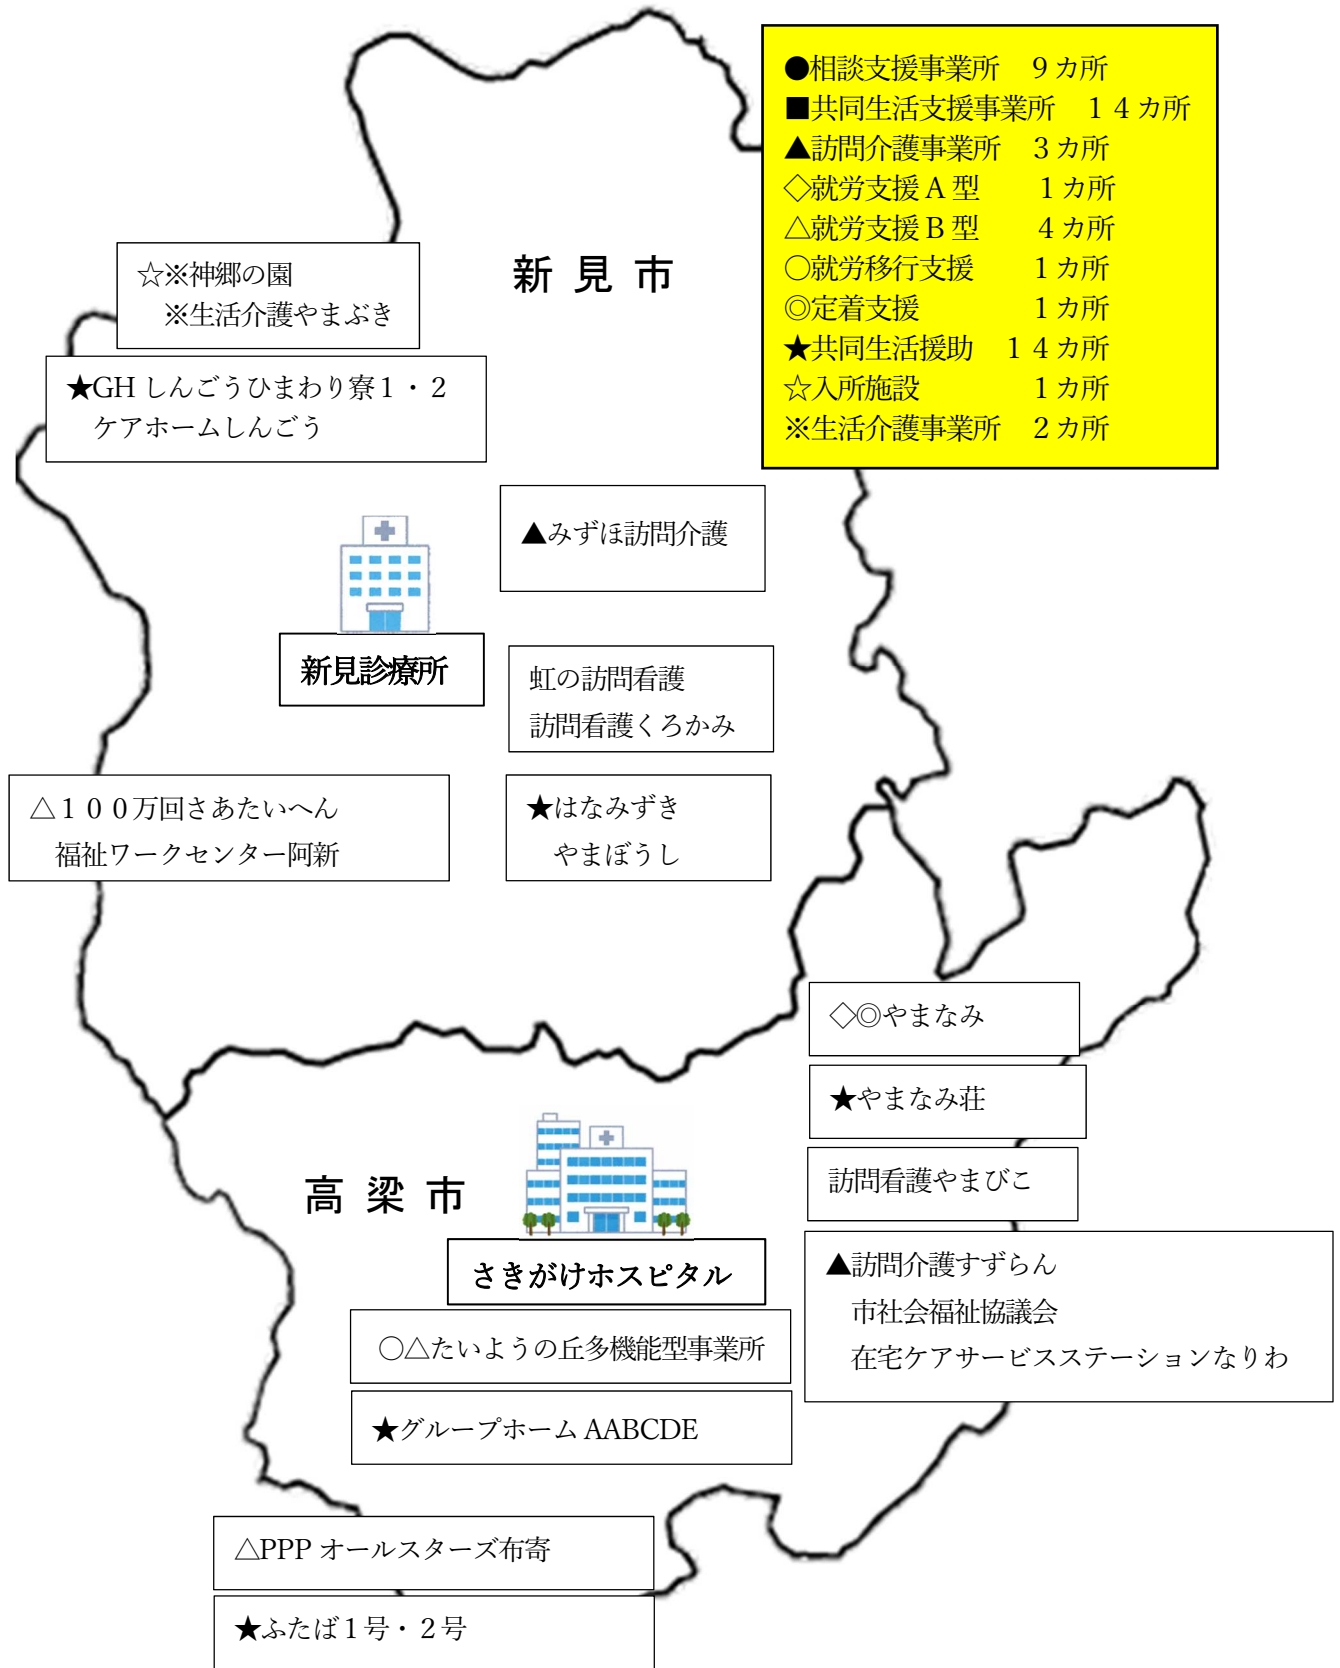 ●相談支援事業所　９カ所
■共同生活支援事業所　１４カ所
▲訪問介護事業所　３カ所
◇就労支援A型　　１カ所
△就労支援B型　　４カ所
○就労移行支援　　１カ所
◎定着支援　　　　１カ所
★共同生活援助　１４カ所
☆入所施設　　　　１カ所
※生活介護事業所　２カ所
新見市
☆※神郷の園
※生活介護やまぶき
★GHしんごうひまわり寮１・２
ケアホームしんごう
▲みずほ訪問介護
新見診療所
虹の訪問看護
訪問看護くろかみ
△１００万回さあたいへん
福祉ワークセンター阿新
★はなみずき
やまぼうし
◇◎やまなみ
★やまなみ荘
訪問看護やまびこ
高梁市
さきがけホスピタル
▲訪問介護すずらん
市社会福祉協議会
在宅ケアサービスステーションなりわ
○△たいようの丘多機能型事業所
★グループホームAABCDE
△PPPオールスターズ布寄
★ふたば１号・２号